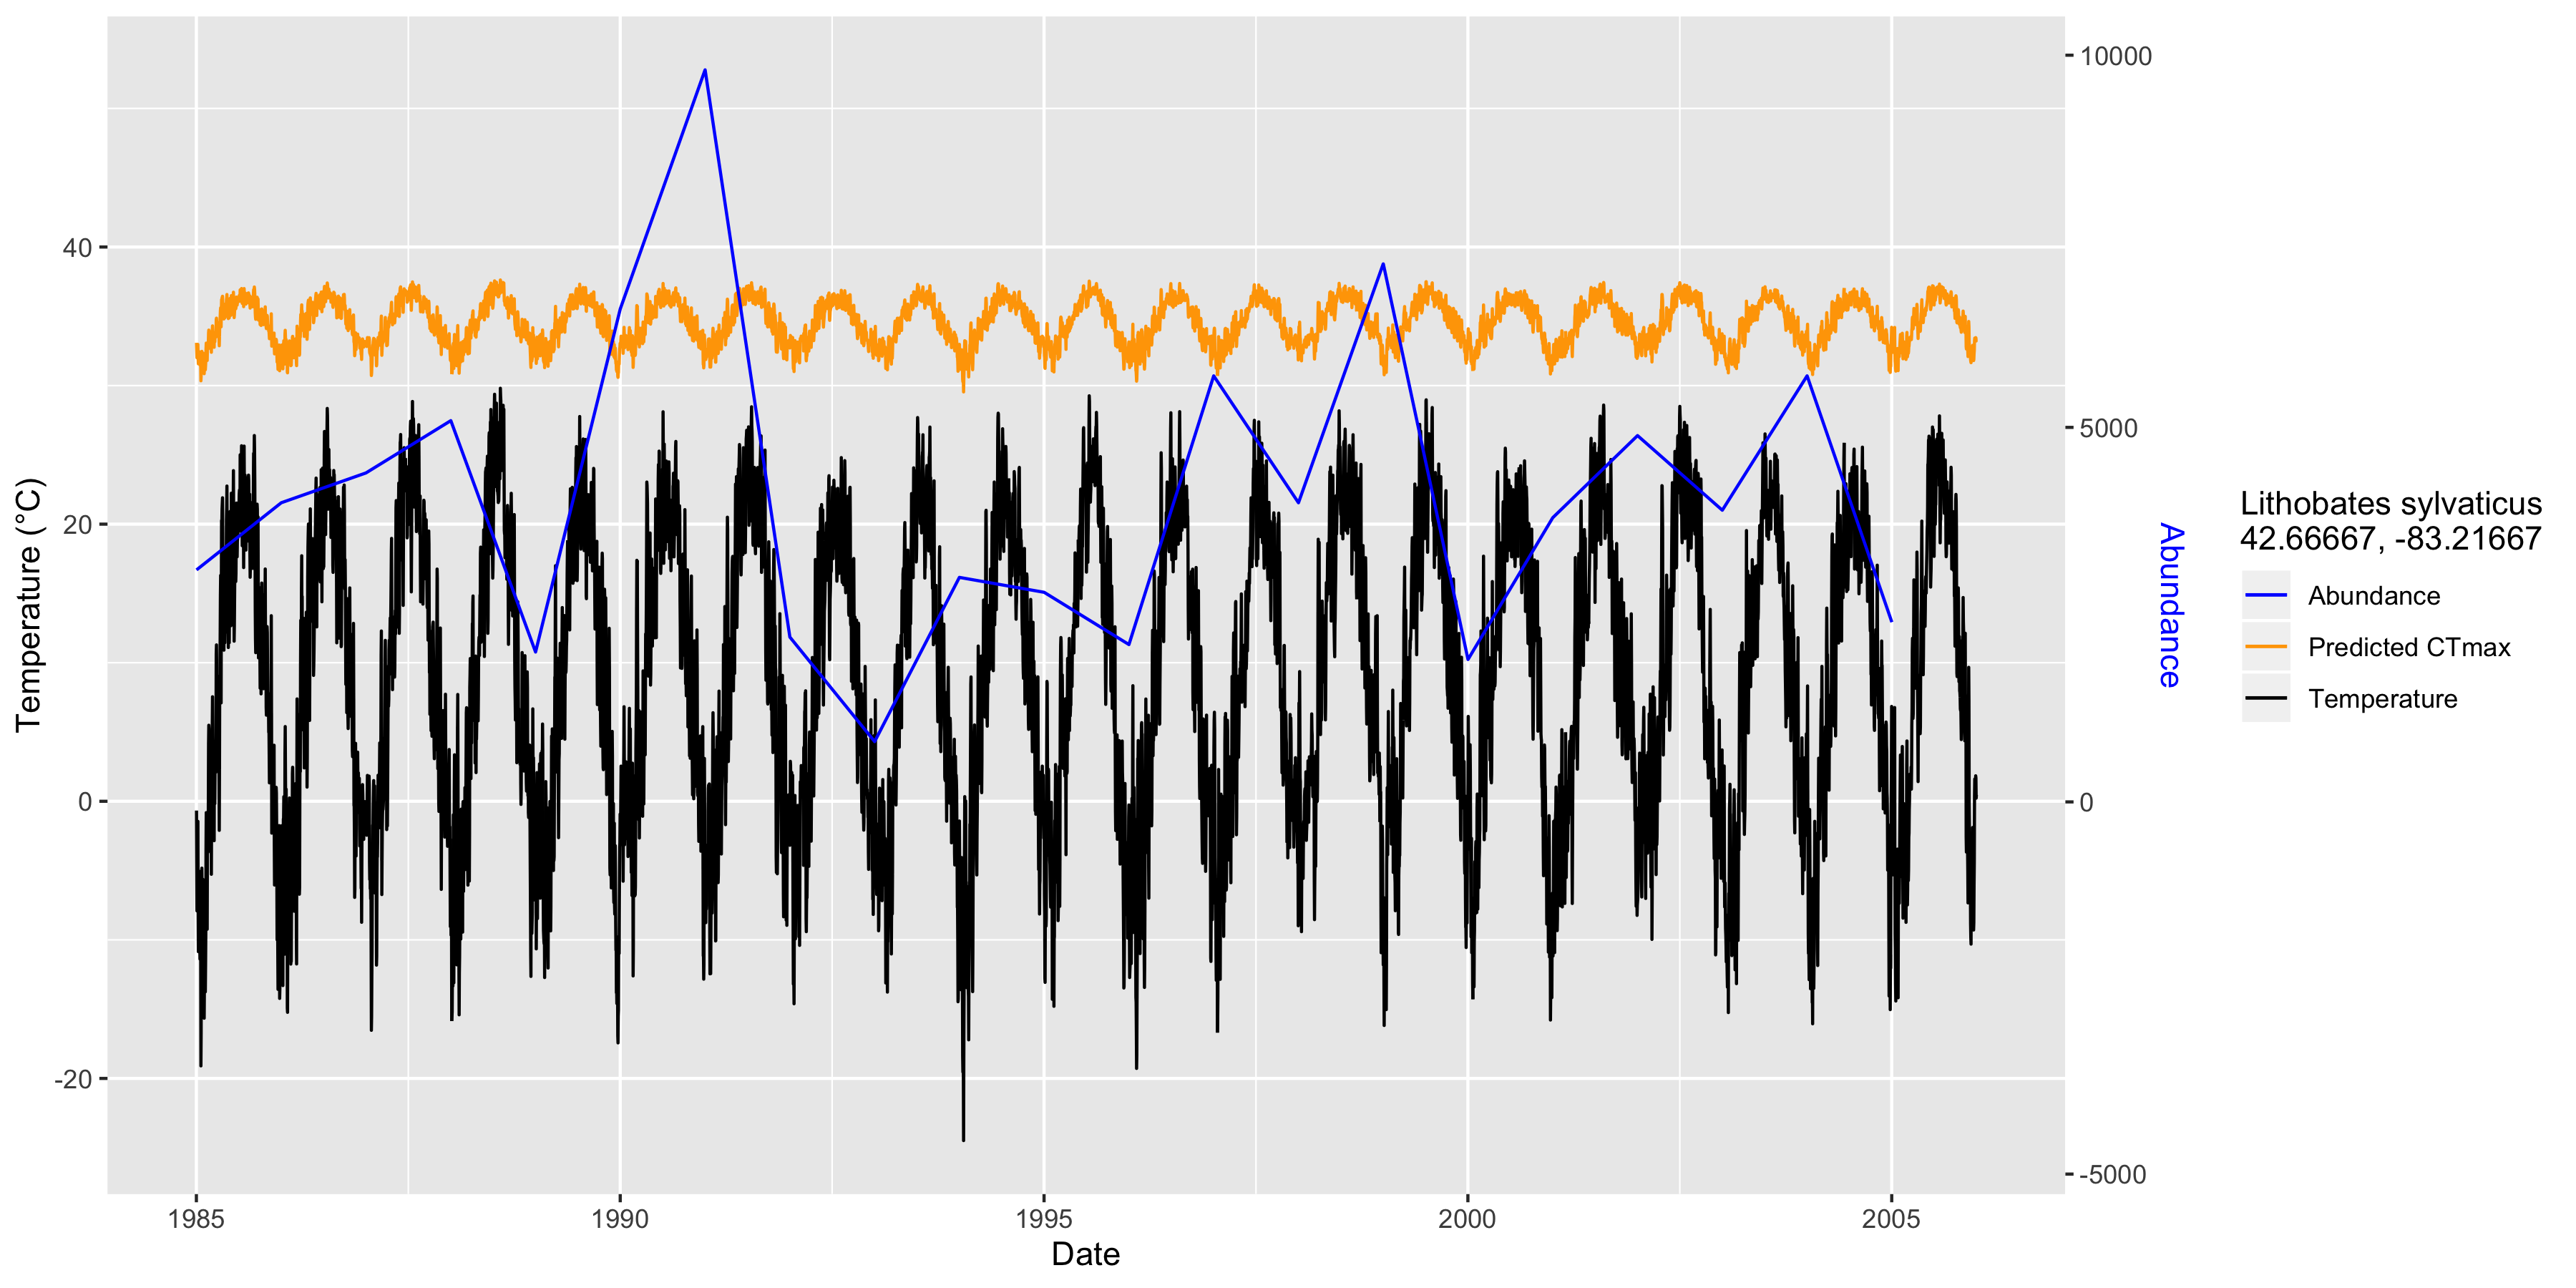 10000
40
5000
20
0
0
-20
-5000
Temperature (°C)
Abundance
1985
1990
1995
2000
2005
Date
Lithobates sylvaticus
42.66667, -83.21667
Abundance
Predicted CTmax
Temperature